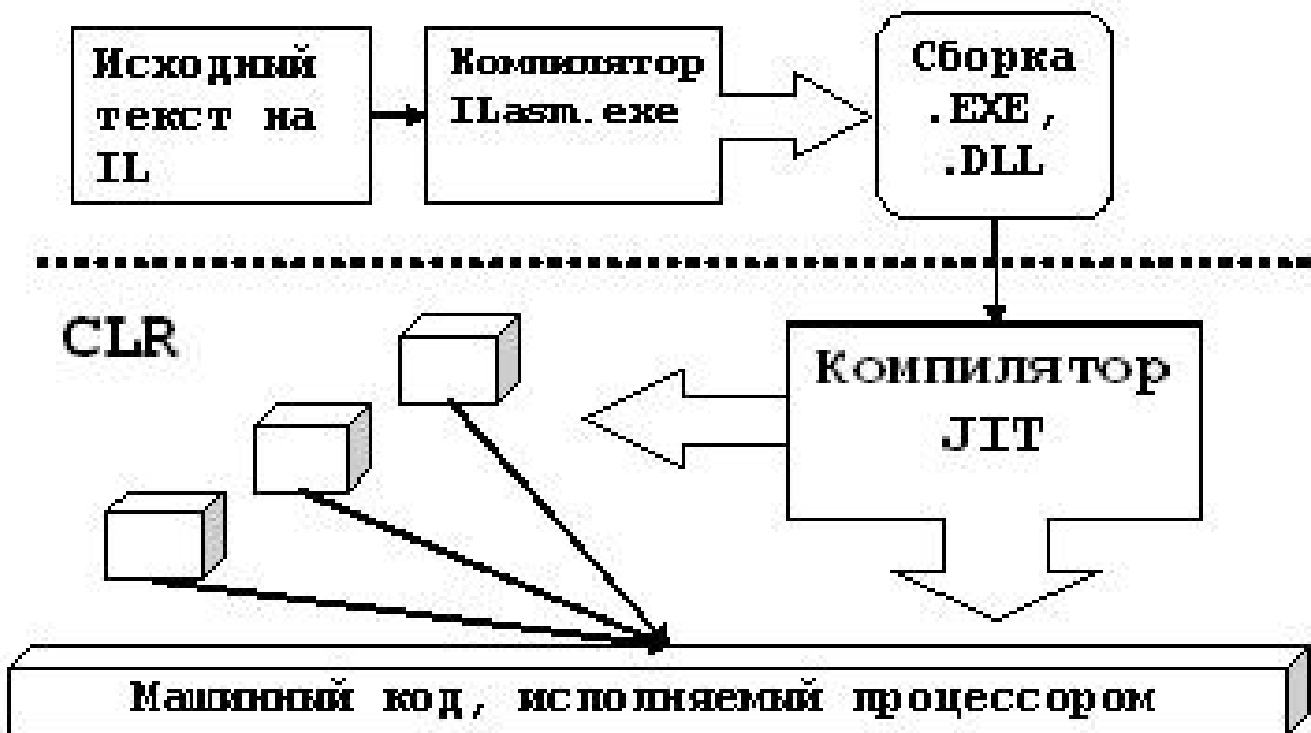 Исходный
текст на
IL
Компилятор
ILasm.exe
Сборка
.EXE,
.DLL
CLR
Компилятор
JIT
Машинный код, исполняемый процессором